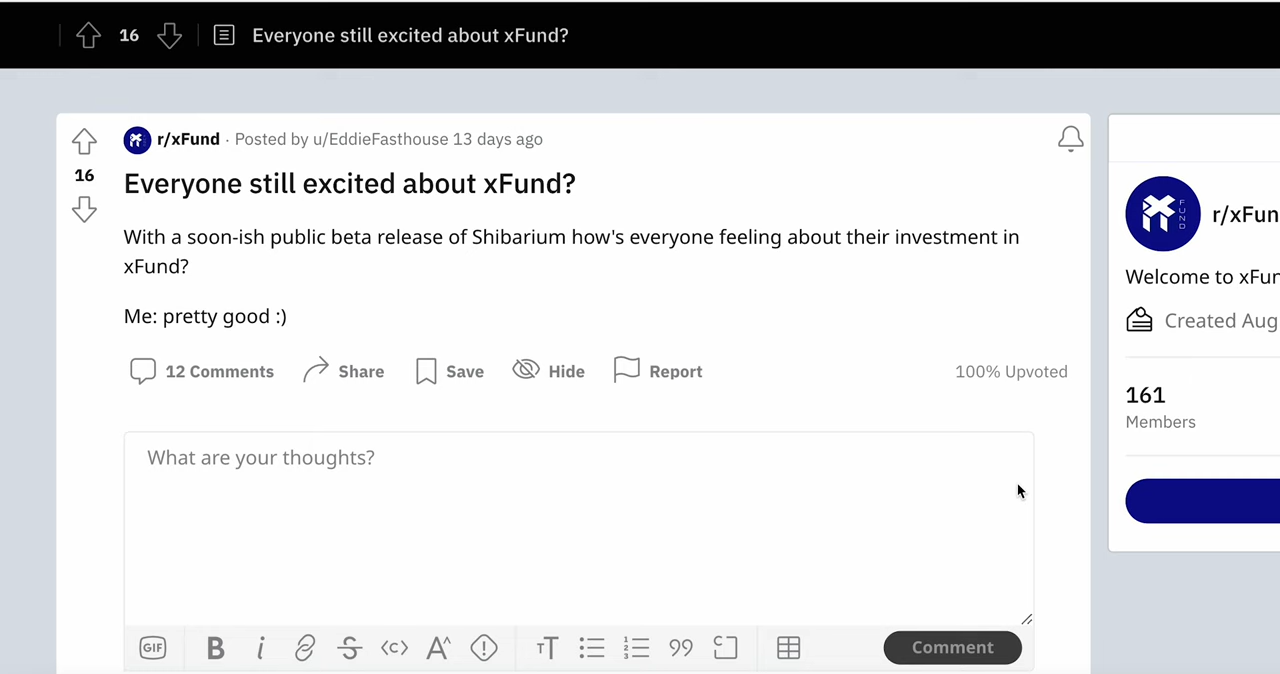 16 Everyone still excited about xFund?
r/xFund · Posted by u/EddieFasthouse 13 days ago
16
Everyone still excited about xFund?
With a soon-ish public beta release of Shibarium how's everyone feeling about their investment in
xFund?
Me: pretty good :)
12 Comments Share Save Hide Report 100% Upvoted
What are your thoughts?
GIF B i Comment
FUND
r/xFun
Welcome to xFun
Created Aug
161
Members